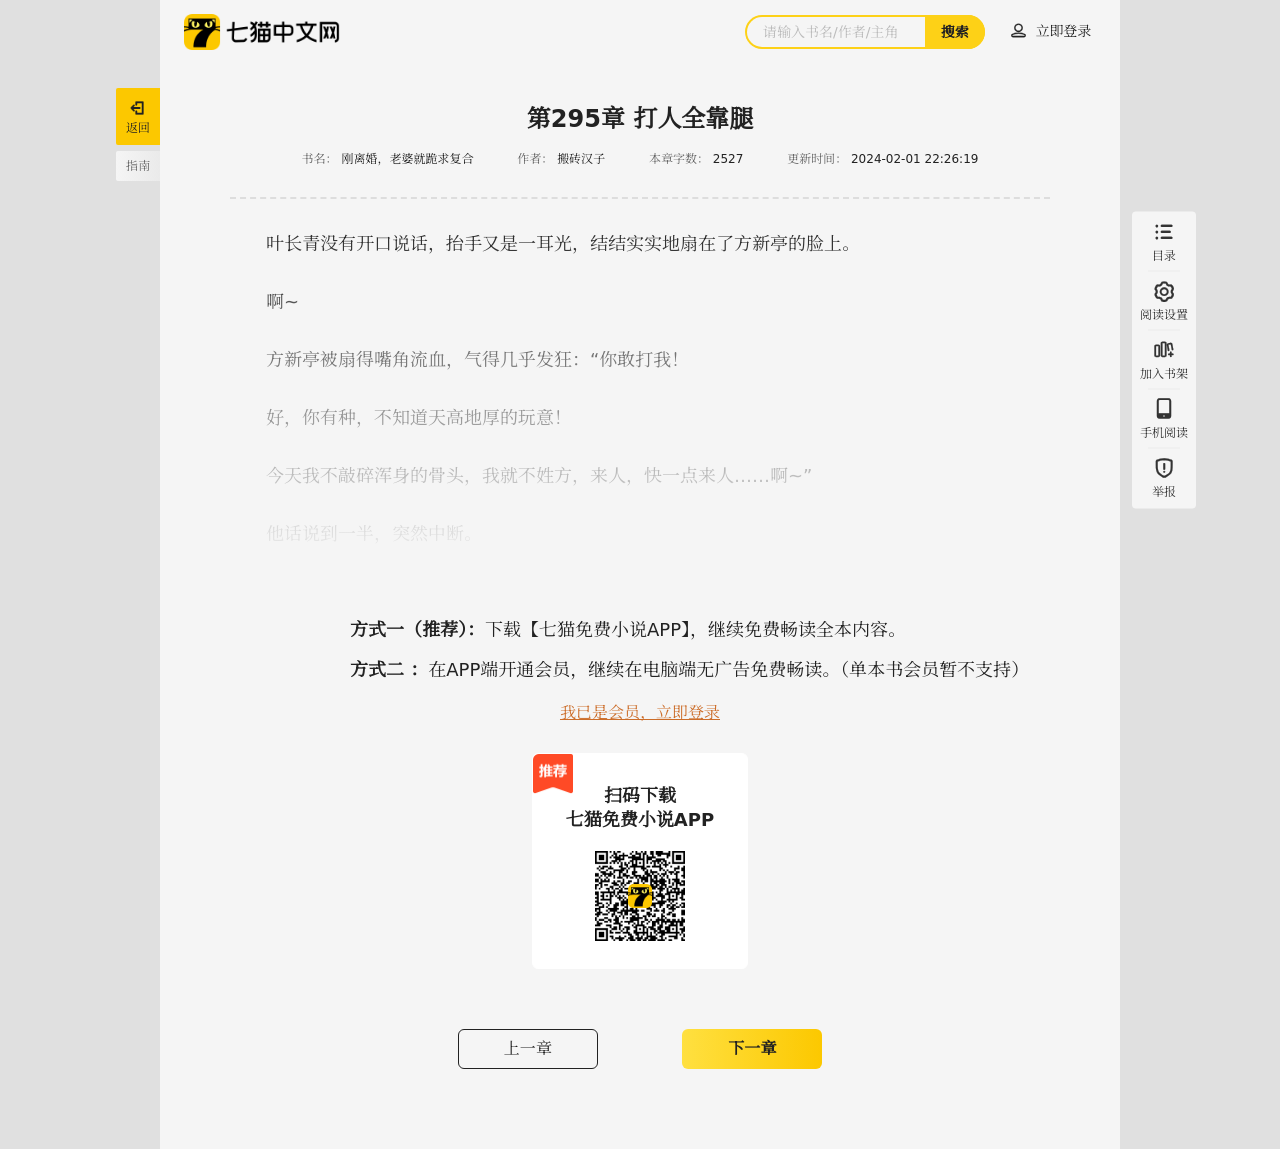 七猫中文网
请输入书名/作者/主角
搜索
立即登录
返回
指南
第295章 打人全靠腿
书名： 刚离婚，老婆就跪求复合 作者： 搬砖汉子 本章字数： 2527 更新时间： 2024-02-01 22:26:19
叶长青没有开口说话，抬手又是一耳光，结结实实地扇在了方新亭的脸上。
啊~
方新亭被扇得嘴角流血，气得几乎发狂：“你敢打我！
好，你有种，不知道天高地厚的玩意！
今天我不敲碎浑身的骨头，我就不姓方，来人，快一点来人……啊~”
他话说到一半，突然中断。
方式一（推荐）：下载【七猫免费小说APP】，继续免费畅读全本内容。
方式二 ： 在APP端开通会员，继续在电脑端无广告免费畅读。（单本书会员暂不支持）
我已是会员，立即登录
推荐
扫码下载
七猫免费小说APP
上一章
下一章
目录
阅读设置
加入书架
手机阅读
举报